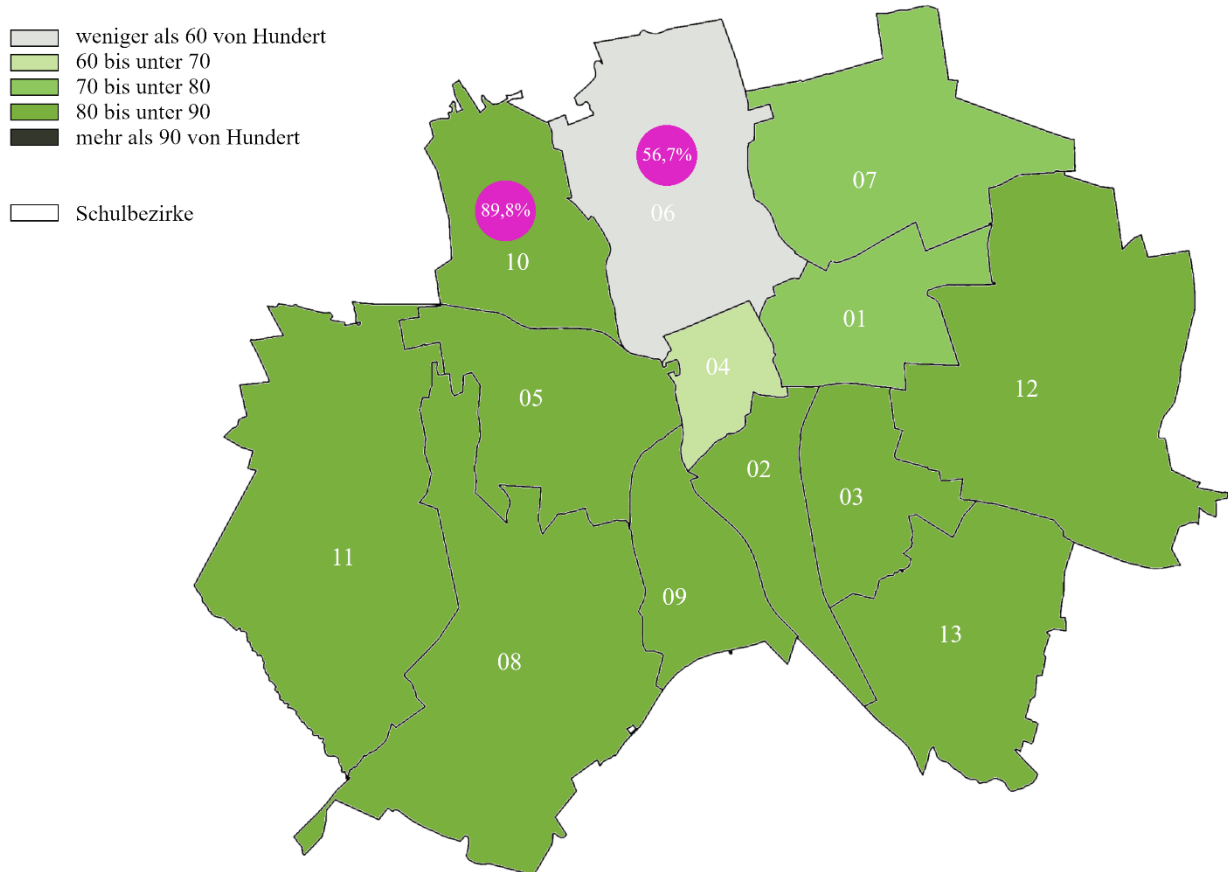 weniger als 60 von Hundert
60 bis unter 70
70 bis unter 80
80 bis unter 90
mehr als 90 von Hundert
Schulbezirke
56,7%
06
07
89,8%
10
01
04
05
12
02
03
11
09
13
08